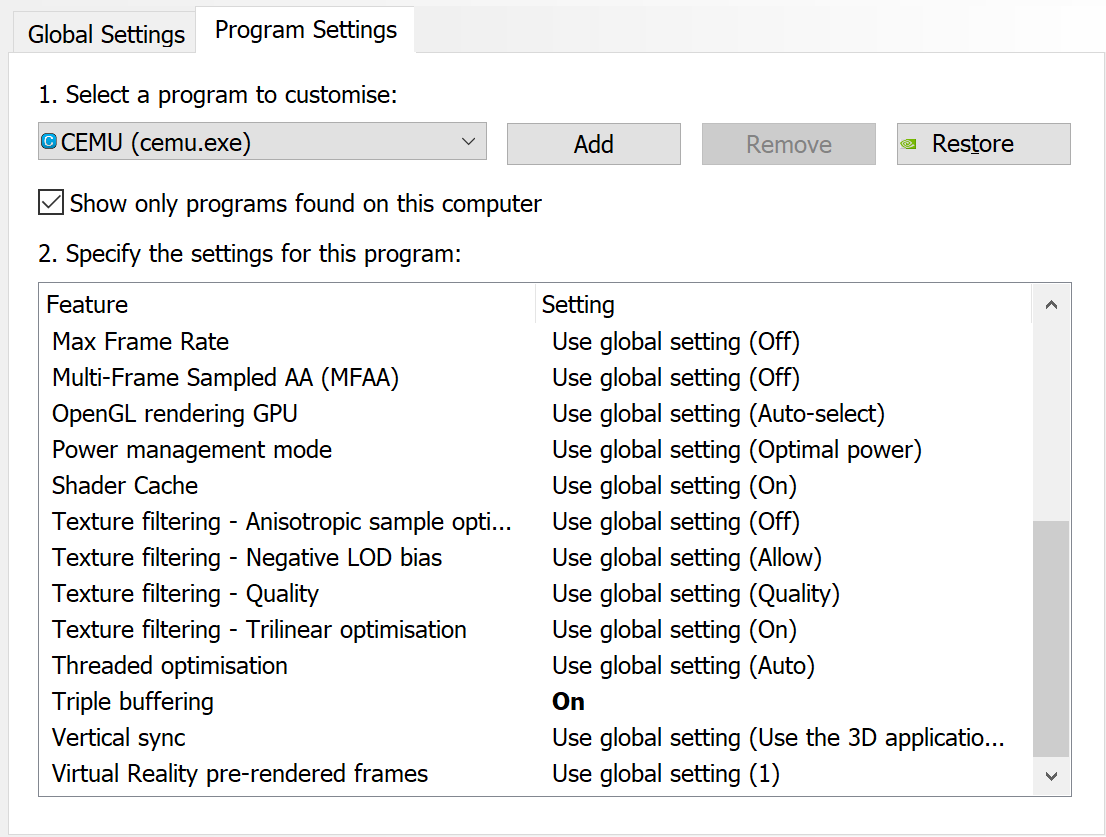 Global Settings Program Settings
1. Select a program to customise:
CEMU (cemu.exe) Add Remove Restore
Show only programs found on this computer
2. Specify the settings for this program:
Feature Setting
Max Frame Rate Use global setting (Off)
Multi-Frame Sampled AA (MFAA) Use global setting (Off)
OpenGL rendering GPU Use global setting (Auto-select)
Power management mode Use global setting (Optimal power)
Shader Cache Use global setting (On)
Texture filtering - Anisotropic sample opti... Use global setting (Off)
Texture filtering - Negative LOD bias Use global setting (Allow)
Texture filtering - Quality Use global setting (Quality)
Texture filtering - Trilinear optimisation Use global setting (On)
Threaded optimisation Use global setting (Auto)
Triple buffering On
Vertical sync Use global setting (Use the 3D applicatio...
Virtual Reality pre-rendered frames Use global setting (1)